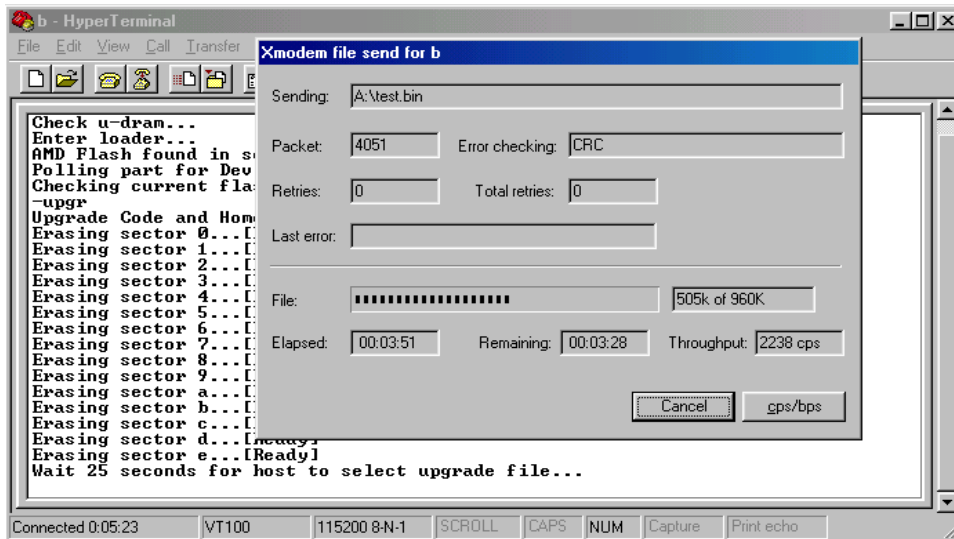 b - HyperTerminal
File Edit View Call Transfer
Xmodem file send for b
Sending: A:\test.bin
Packet: 4051 Error checking: CRC
Retries: 0 Total retries: 0
Last error:
File: 505k of 960K
Elapsed: 00:03:51 Remaining: 00:03:28 Throughput: 2238 cps
Cancel cps/bps
Check u-dram...
Enter loader...
AMD Flash found in s
Polling part for Dev
Checking current fla
-upgr
Upgrade Code and Hom
Erasing sector 0...[
Erasing sector 1...[
Erasing sector 2...[
Erasing sector 3...[
Erasing sector 4...[
Erasing sector 5...[
Erasing sector 6...[
Erasing sector 7...[
Erasing sector 8...[
Erasing sector 9...[
Erasing sector a...[
Erasing sector b...[
Erasing sector c...[
Erasing sector d...[Ready]
Erasing sector e...[Ready]
Wait 25 seconds for host to select upgrade file...
Connected 0:05:23 VT100 115200 8-N-1 SCROLL CAPS NUM Capture Print echo